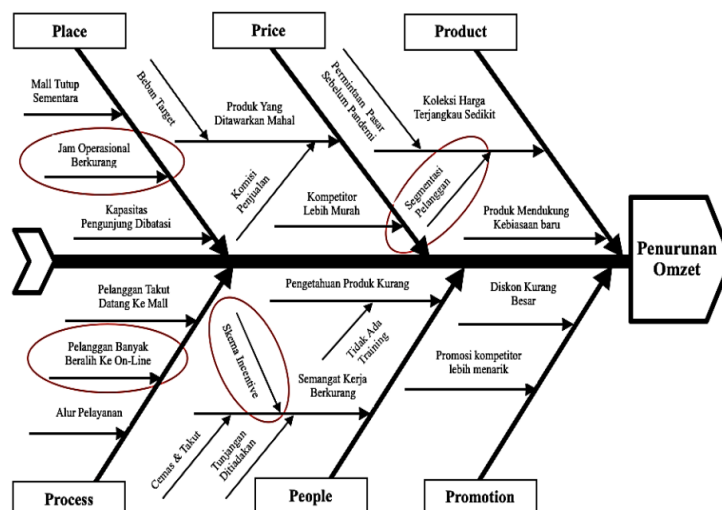 Place
Price
Product
Mall Tutup
Sementara
Beban Target
Produk Yang
Ditawarkan Mahal
Permintaan Pasar
Sebelum Pandemi
Koleksi Harga
Terjangkau Sedikit
Jam Operasional
Berkurang
Komisi
Penjualan
Kompetitor
Lebih Murah
Segmentasi
Pelanggan
Kapasitas
Pengunjung Dibatasi
Produk Mendukung
Kebiasaan baru
Penurunan
Omzet
Pelanggan Takut
Datang Ke Mall
Pengetahuan Produk Kurang
Diskon Kurang
Besar
Pelanggan Banyak
Beralih Ke On-Line
Skema Incentive
Tidak Ada
Training
Promosi kompetitor
lebih menarik
Semangat Kerja
Berkurang
Alur Pelayanan
Cemas & Takut
Tunjangan
Ditiadakan
Process
People
Promotion